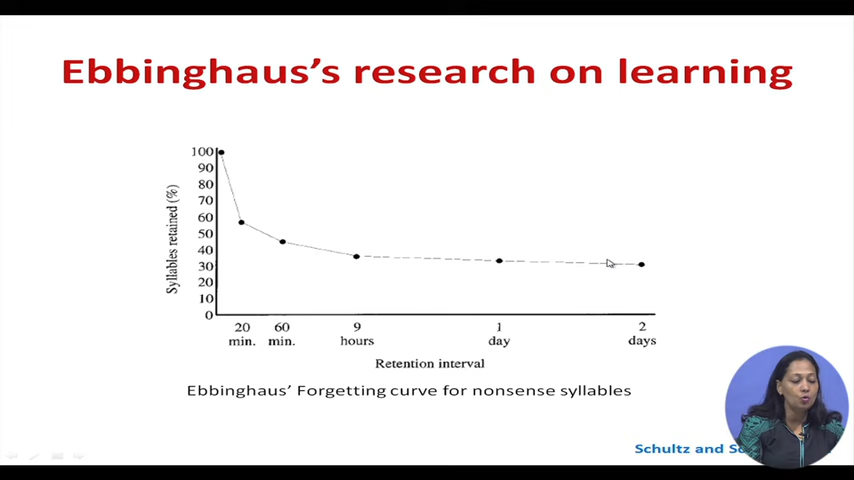 Ebbinghaus's research on learning
Syllables retained (%)
100
90
80
70
60
50
40
30
20
10
0
20 60 9 1 2
min. min. hours day days
Retention interval
Ebbinghaus' Forgetting curve for nonsense syllables
Schultz and